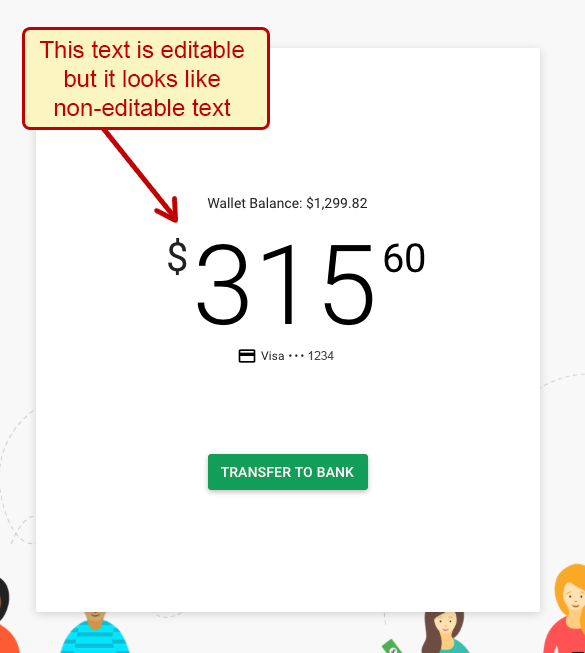 This text is editable
but it looks like
non-editable text
Wallet Balance: $1,299.82
$315 60
Visa ••• 1234
TRANSFER TO BANK